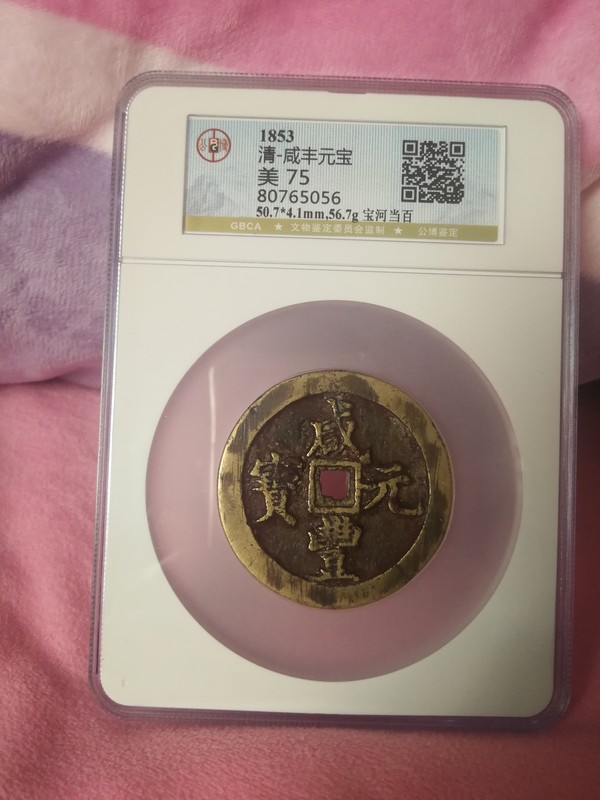 1853
清-咸丰元宝
美 75
80765056
50.7*4.1mm,56.7g 宝河当百
GBCA ★ 文物鉴定委员会监制 ★ 公博鉴定
咸
寶 元
豐